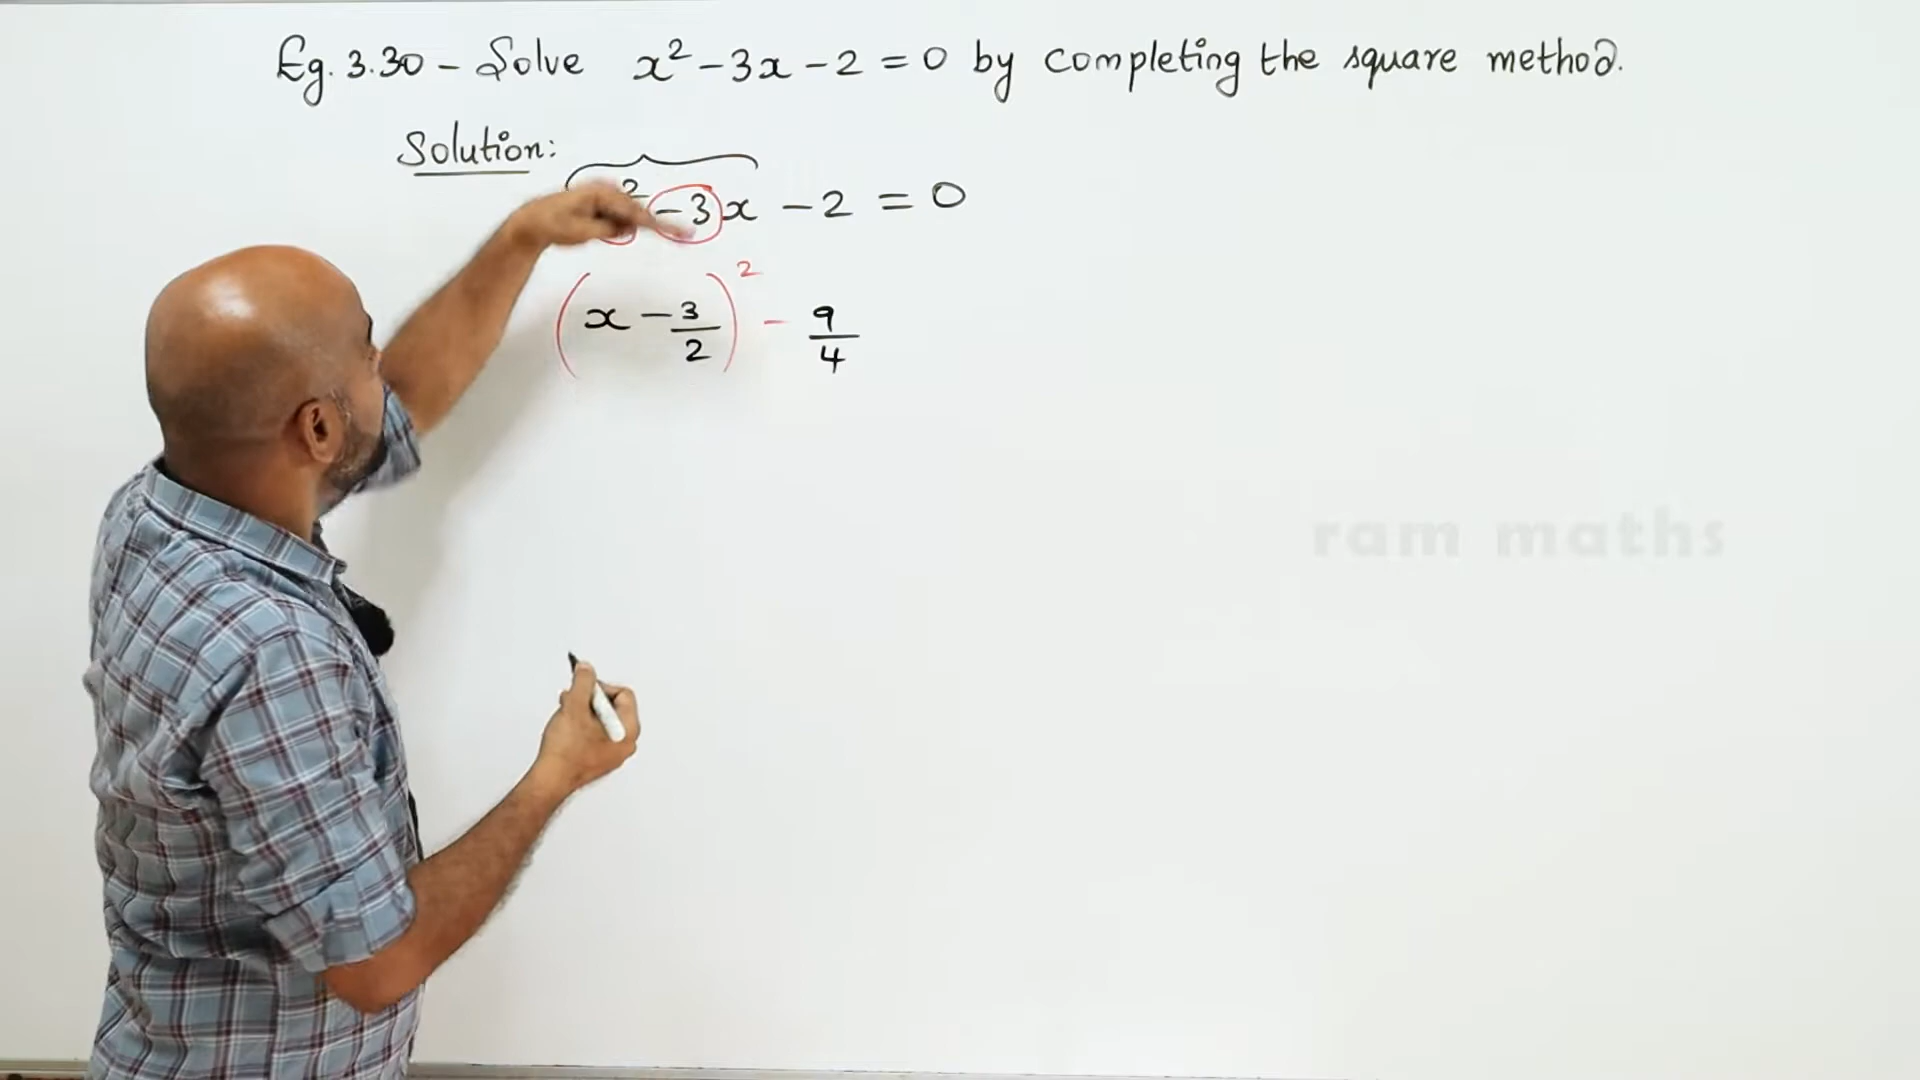 Eg. 3.30 - Solve x² - 3x - 2 = 0 by completing the square method.
Solution:
² - 3x - 2 = 0
(x - 3/2)² - 9/4
ram maths